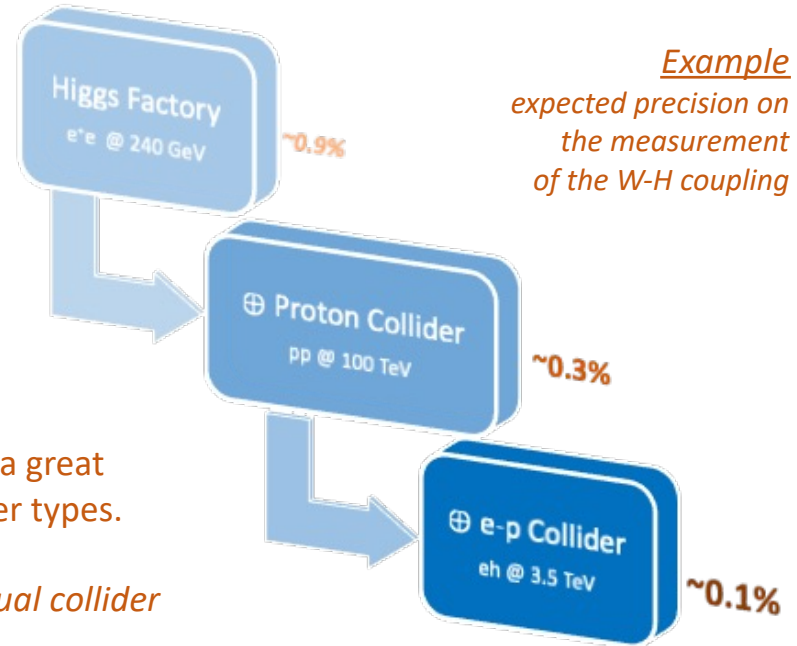 Example
expected precision on
the measurement
of the W-H coupling
Higgs Factory
e⁺e @ 240 GeV
~0.9%
⊕ Proton Collider
pp @ 100 TeV
~0.3%
a great
er types.
ual collider
⊕ e-p Collider
eh @ 3.5 TeV
~0.1%